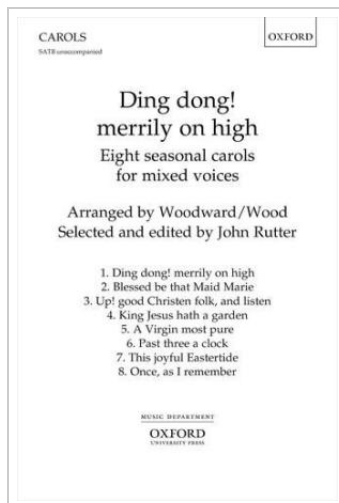 CAROLS
OXFORD
SATB unaccompanied
Ding dong!
merrily on high
Eight seasonal carols
for mixed voices
Arranged by Woodward/Wood
Selected and edited by John Rutter
1. Ding dong! merrily on high
2. Blessed be that Maid Marie
3. Up! good Christen folk, and listen
4. King Jesus hath a garden
5. A Virgin most pure
6. Past three a clock
7. This joyful Eastertide
8. Once, as I remember
MUSIC DEPARTMENT
OXFORD
UNIVERSITY PRESS